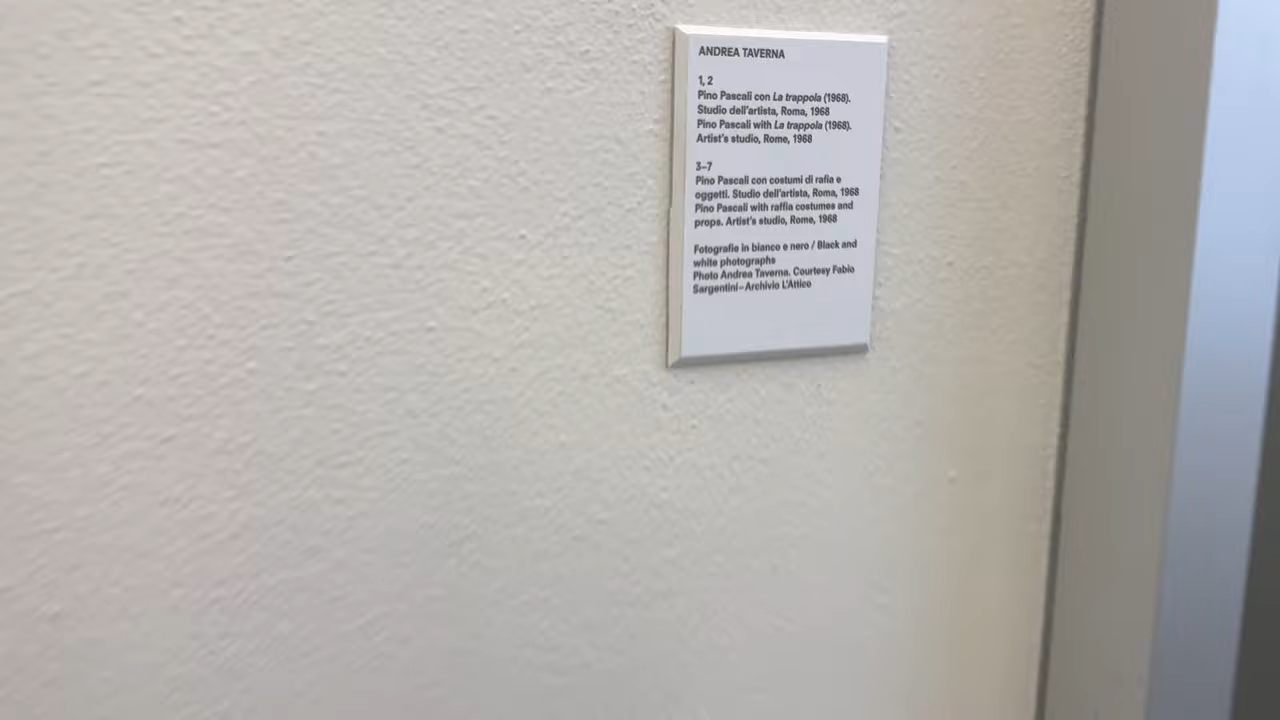 ANDREA TAVERNA
1, 2
Pino Pascali con La trappola (1968).
Studio dell'artista, Roma, 1968
Pino Pascali with La trappola (1968).
Artist's studio, Rome, 1968
3–7
Pino Pascali con costumi di rafia e
oggetti. Studio dell'artista, Roma, 1968
Pino Pascali with raffia costumes and
props. Artist's studio, Rome, 1968
Fotografie in bianco e nero / Black and
white photographs
Photo Andrea Taverna. Courtesy Fabio
Sargentini–Archivio L'Attico